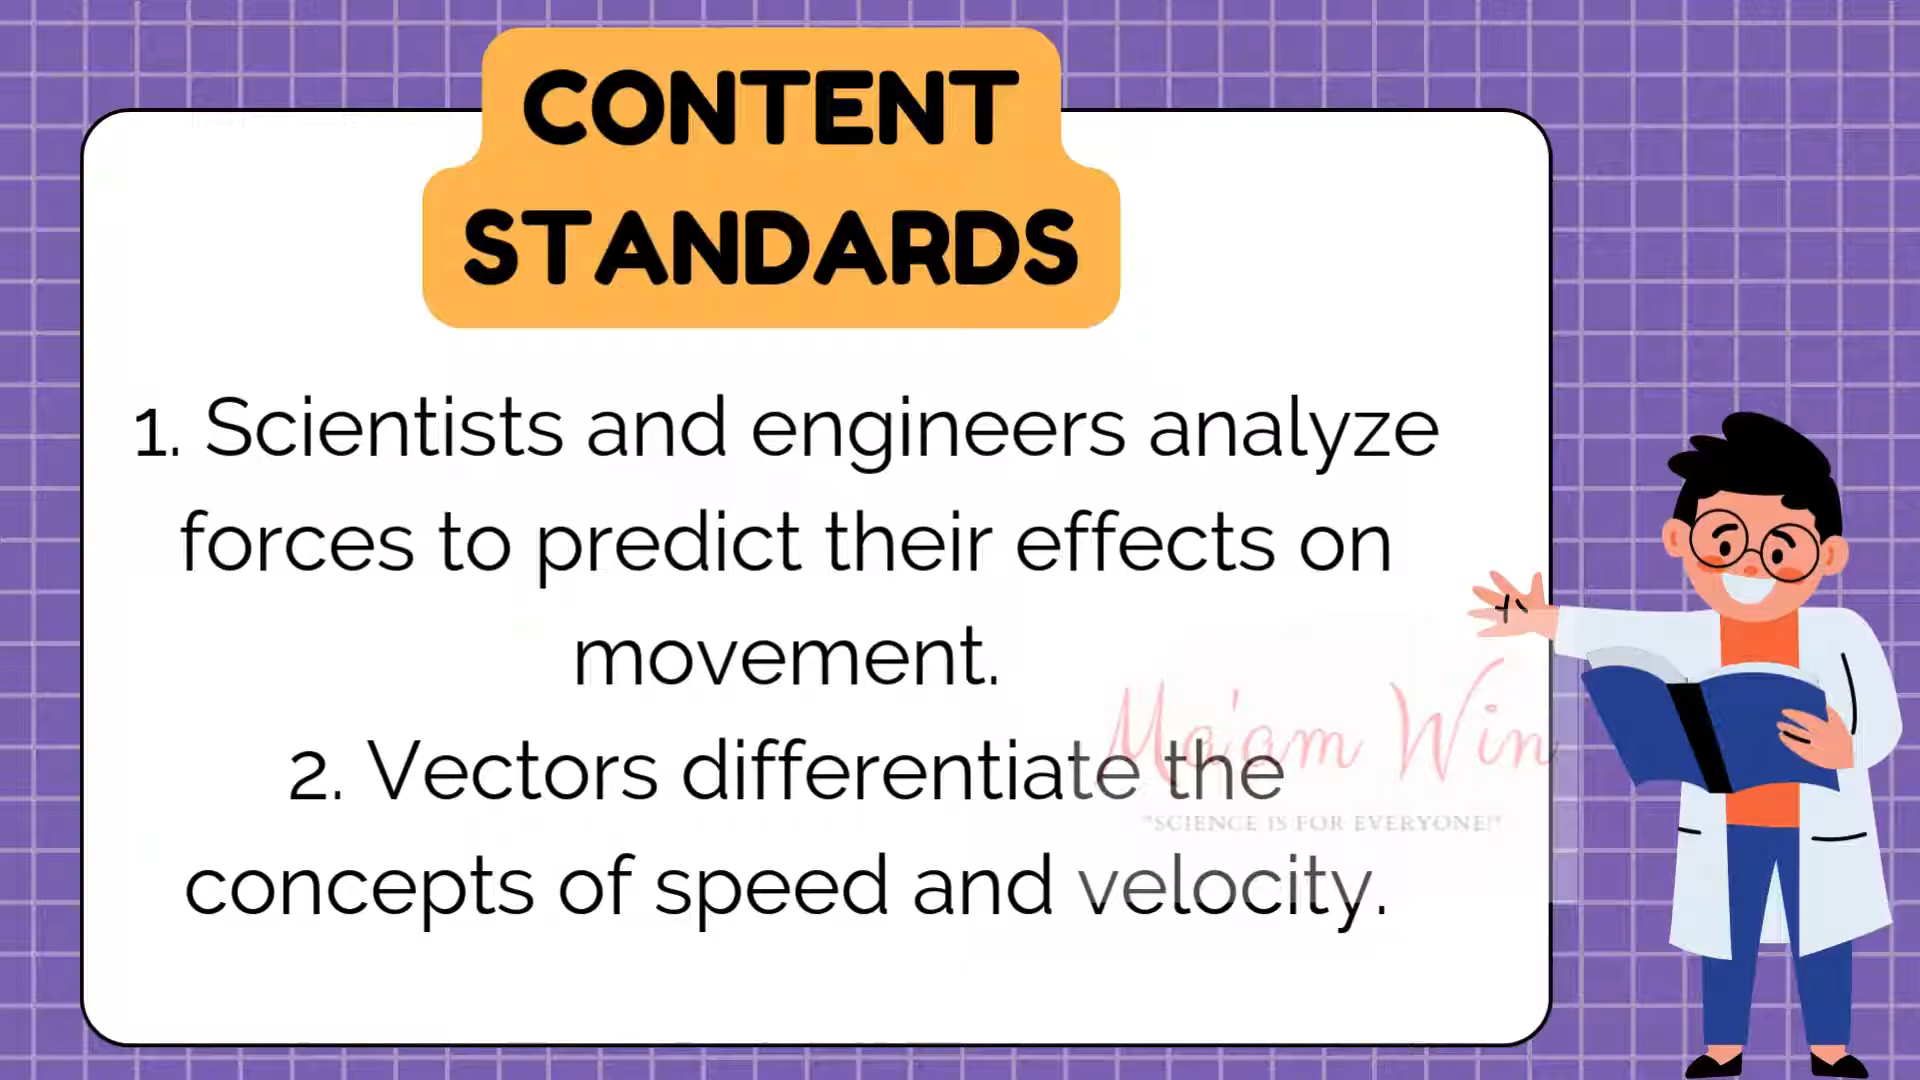 CONTENT
STANDARDS
1. Scientists and engineers analyze
forces to predict their effects on
movement.
2. Vectors differentiate the
concepts of speed and velocity.
Ma'am Win
"SCIENCE IS FOR EVERYONE!"